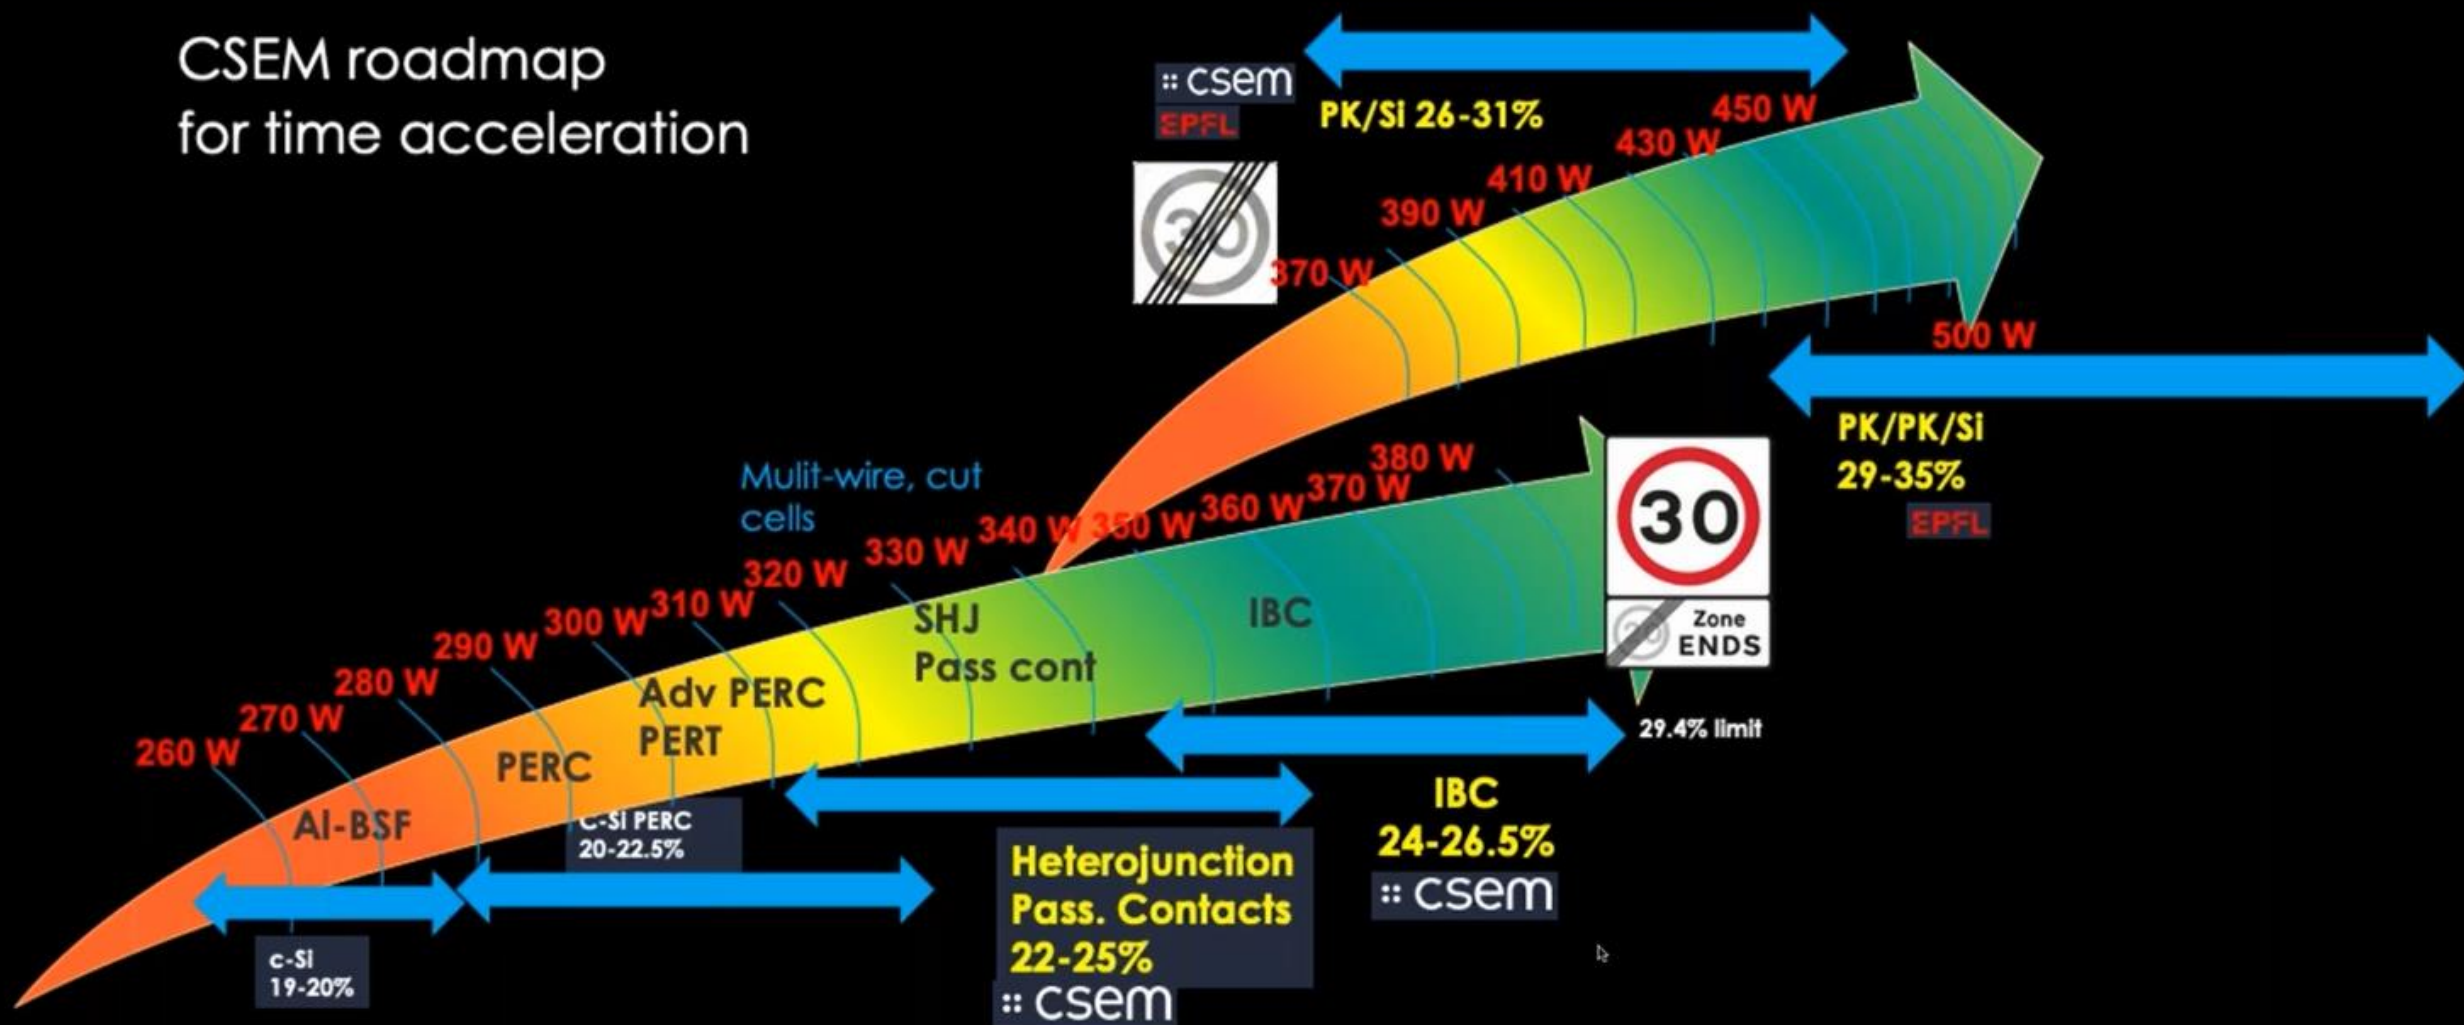 CSEM roadmap
for time acceleration
csem
EPFL
PK/Si 26-31%
30
370 W
390 W
410 W
430 W
450 W
500 W
PK/PK/Si
29-35%
EPFL
Mulit-wire, cut
cells
260 W
270 W
280 W
290 W
300 W
310 W
320 W
330 W
340 W
350 W
360 W
370 W
380 W
30
30
Zone
ENDS
29.4% limit
Al-BSF
PERC
Adv PERC
PERT
SHJ
Pass cont
IBC
c-Si
19-20%
C-Si PERC
20-22.5%
Heterojunction
Pass. Contacts
22-25%
csem
IBC
24-26.5%
csem